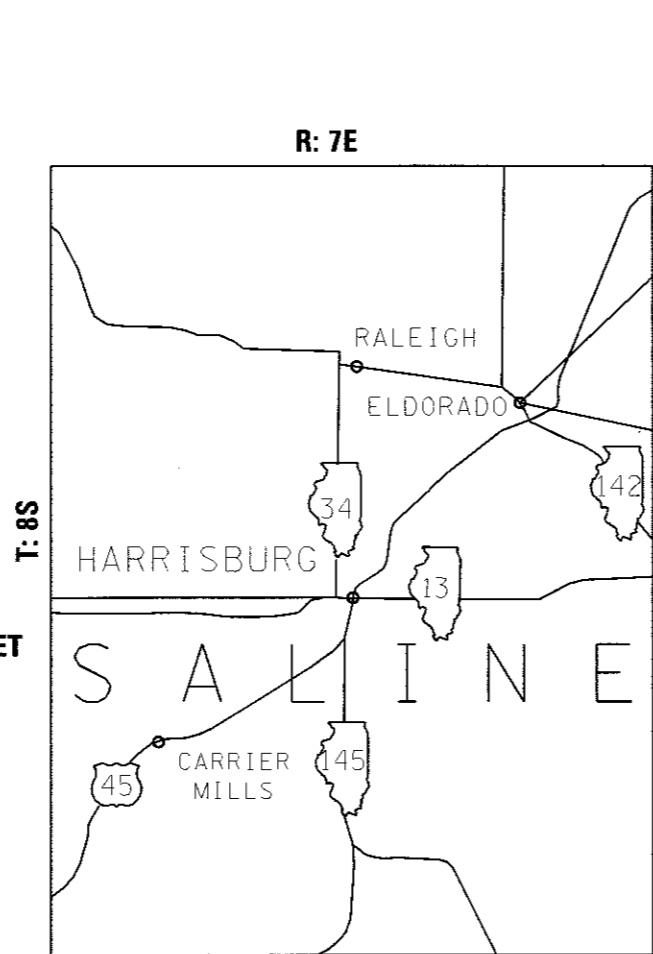 R: 7E
RALEIGH
ELDORADO
142
34
T: 8S
HARRISBURG
13
ET
SALINE
CARRIER
MILLS
145
45